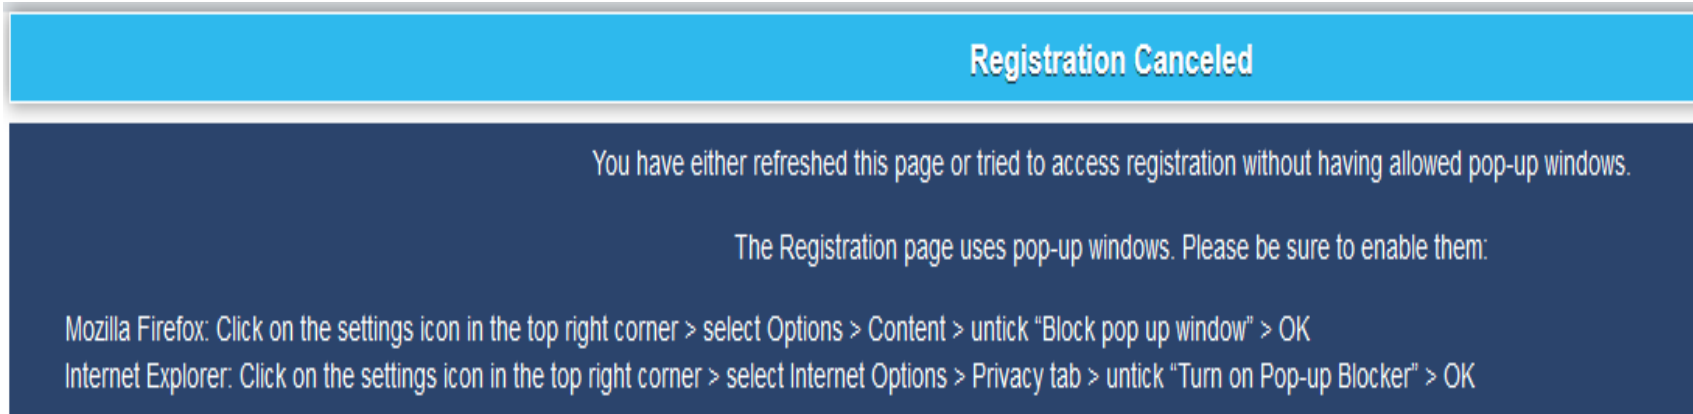 Registration Canceled
You have either refreshed this page or tried to access registration without having allowed pop-up windows.
The Registration page uses pop-up windows. Please be sure to enable them:
Mozilla Firefox: Click on the settings icon in the top right corner > select Options > Content > untick “Block pop up window” > OK
Internet Explorer: Click on the settings icon in the top right corner > select Internet Options > Privacy tab > untick “Turn on Pop-up Blocker” > OK